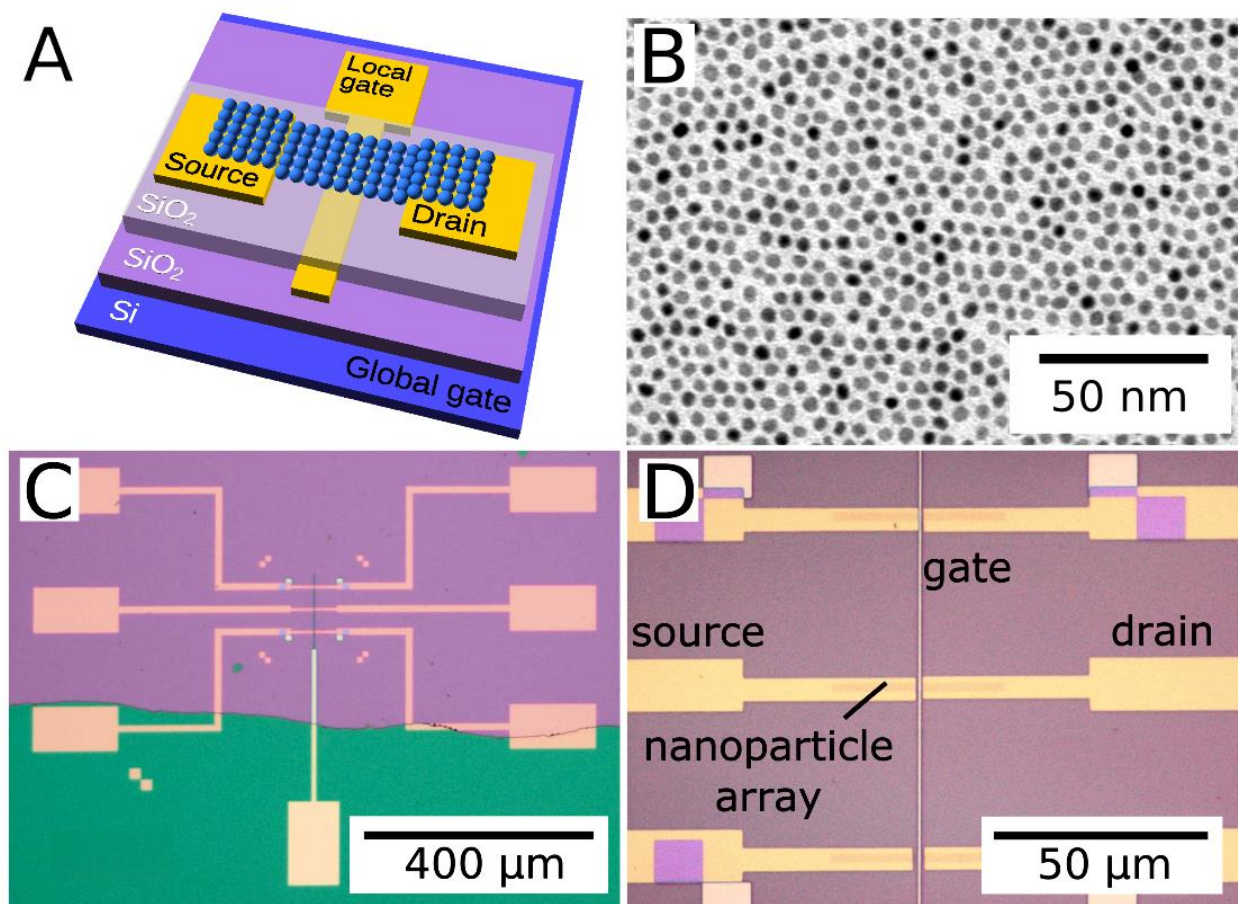 A
Local
gate
Source
Drain
SiO₂
SiO₂
Si
Global gate
B
50 nm
C
400 µm
D
gate
source
drain
nanoparticle
array
50 µm